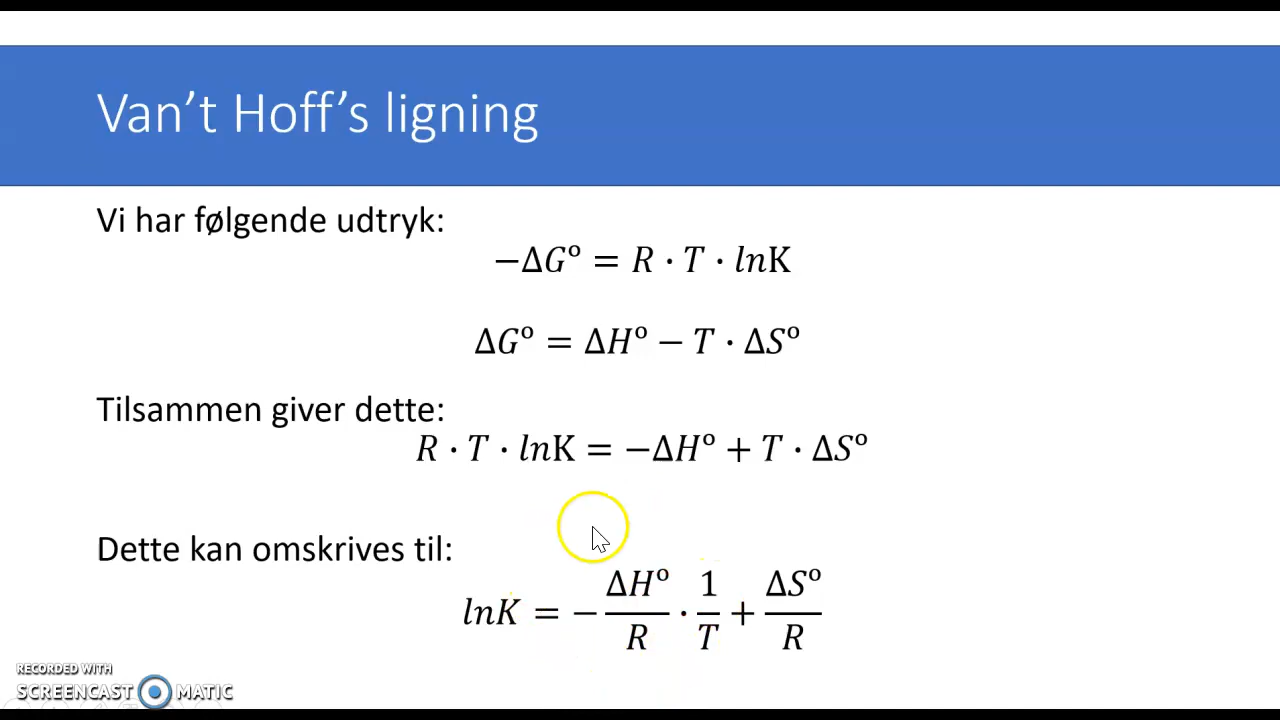 Van't Hoff's ligning
Vi har følgende udtryk:
−ΔG° = R · T · lnK
ΔG° = ΔH° − T · ΔS°
Tilsammen giver dette:
R · T · lnK = −ΔH° + T · ΔS°
Dette kan omskrives til:
lnK = − ΔH°/R · 1/T + ΔS°/R
RECORDED WITH
SCREENCAST MATIC